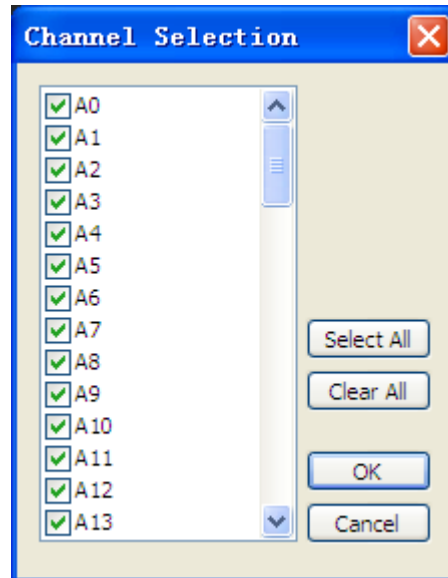 Channel Selection
A0
A1
A2
A3
A4
A5
A6
A7
A8
A9
A10
A11
A12
A13
Select All
Clear All
OK
Cancel